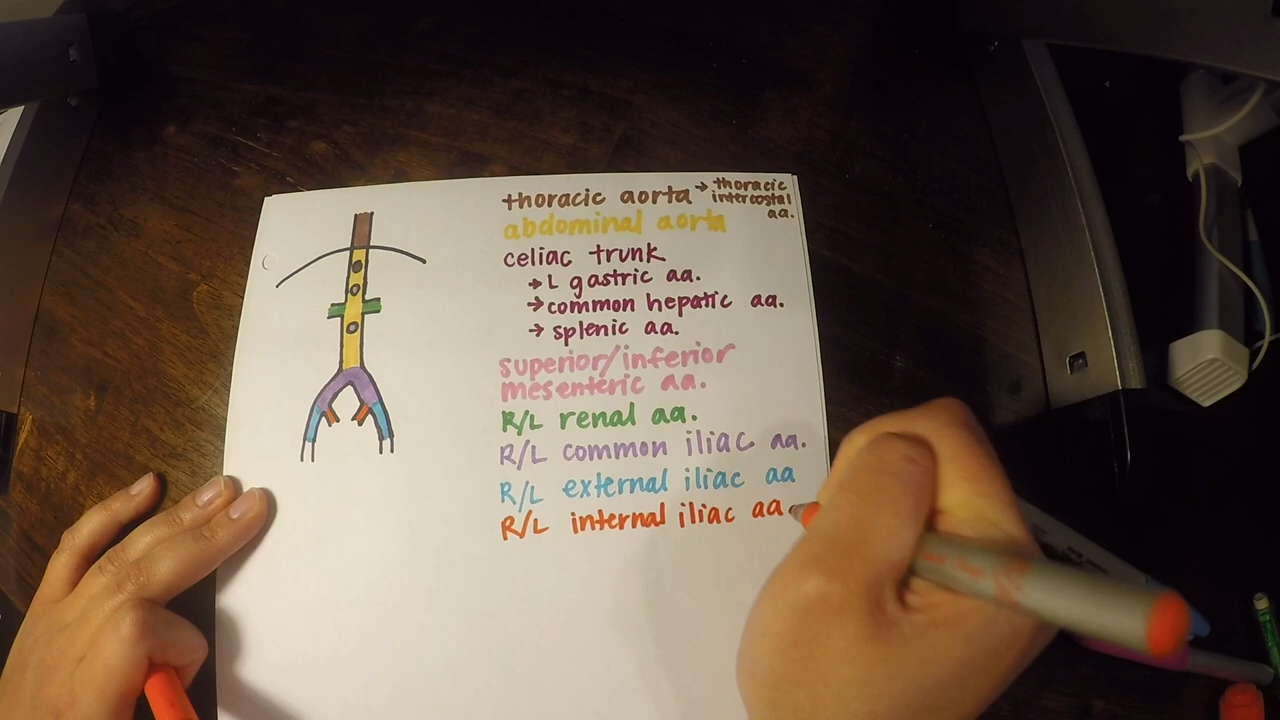 thoracic aorta → thoracic
intercostal
aa.
abdominal aorta
celiac trunk
→ L gastric aa.
→ common hepatic aa.
→ splenic aa.
superior/inferior
mesenteric aa.
R/L renal aa.
R/L common iliac aa.
R/L external iliac aa
R/L internal iliac aa